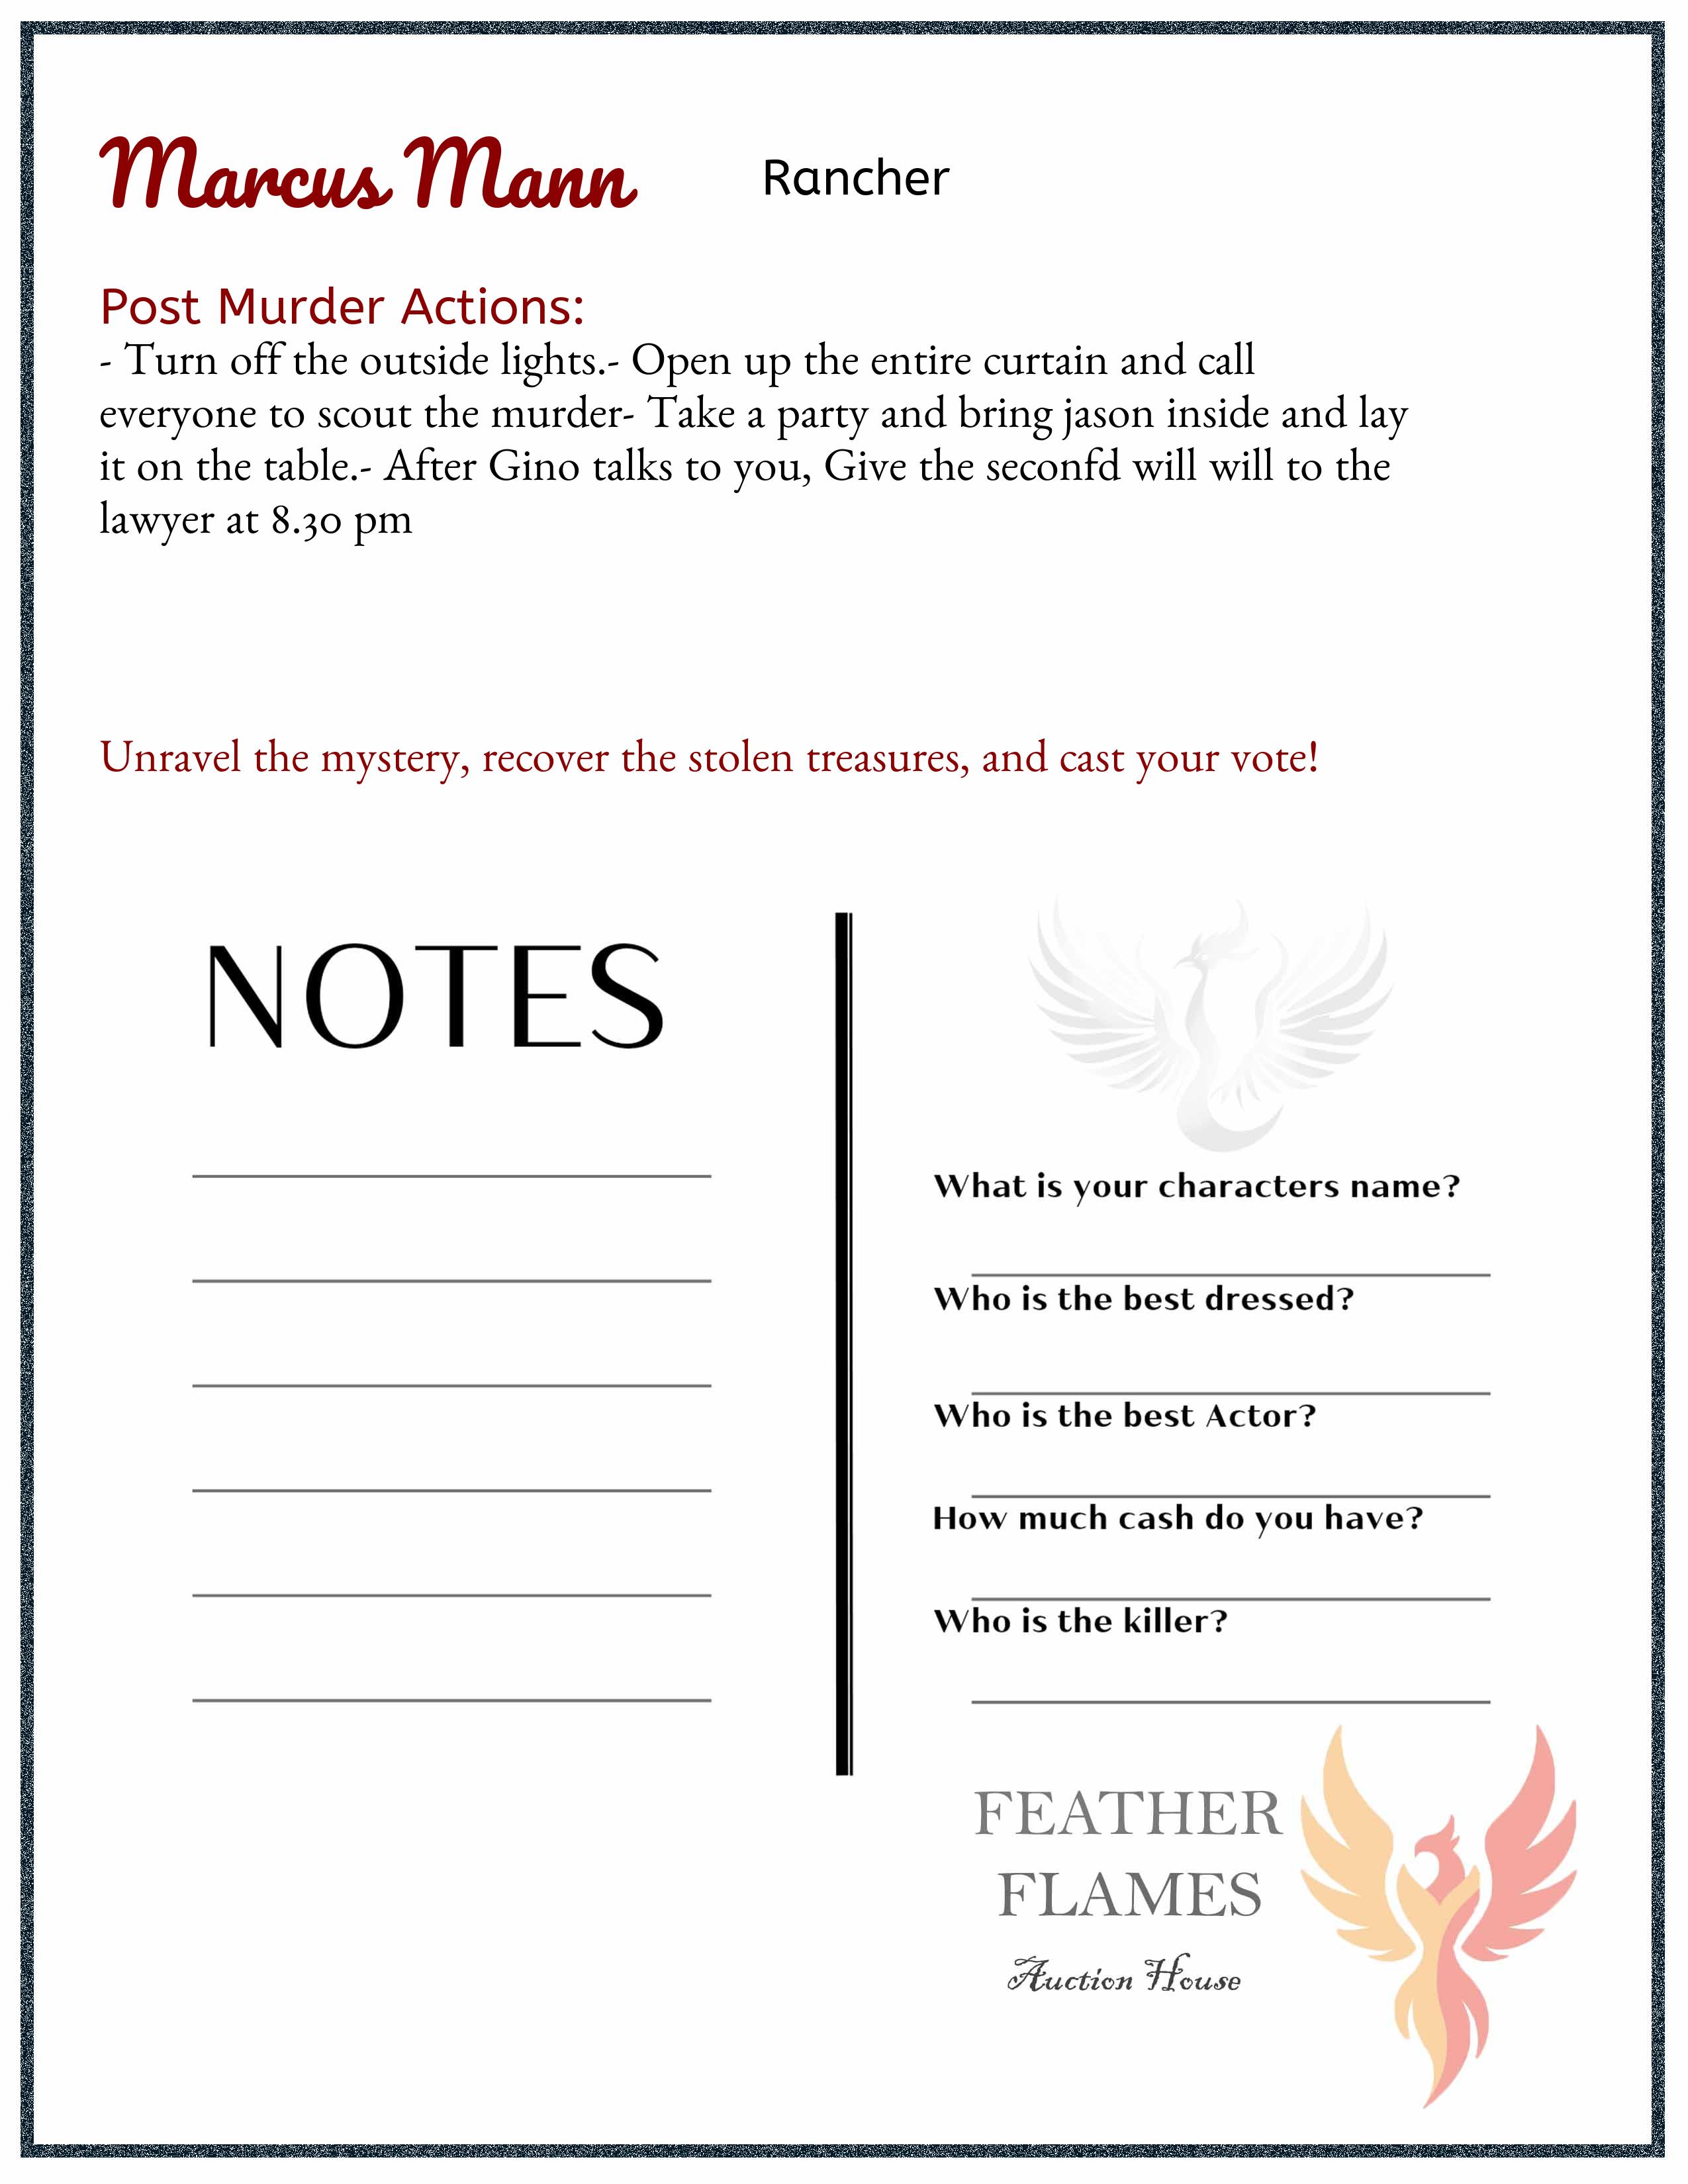 Marcus Mann
Rancher
Post Murder Actions:
- Turn off the outside lights.- Open up the entire curtain and call
everyone to scout the murder- Take a party and bring jason inside and lay
it on the table.- After Gino talks to you, Give the seconfd will will to the
lawyer at 8.30 pm
Unravel the mystery, recover the stolen treasures, and cast your vote!
NOTES
What is your characters name?
Who is the best dressed?
Who is the best Actor?
How much cash do you have?
Who is the killer?
FEATHER
FLAMES
Auction House